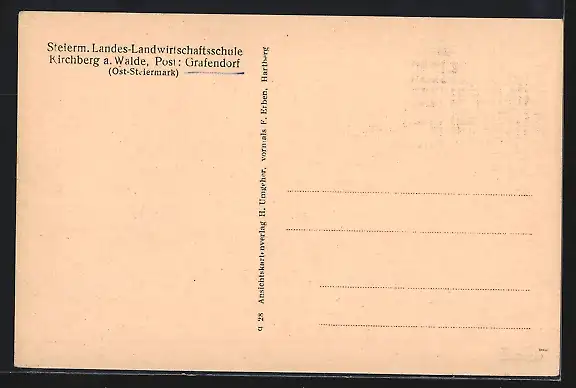 Steierm. Landes-Landwirtschaftsschule
Kirchberg a. Walde, Post: Grafendorf
(Ost-Steiermark)
q 28 Ansichtskartenverlag H. Umgeher, vormals F. Erben, Hartberg